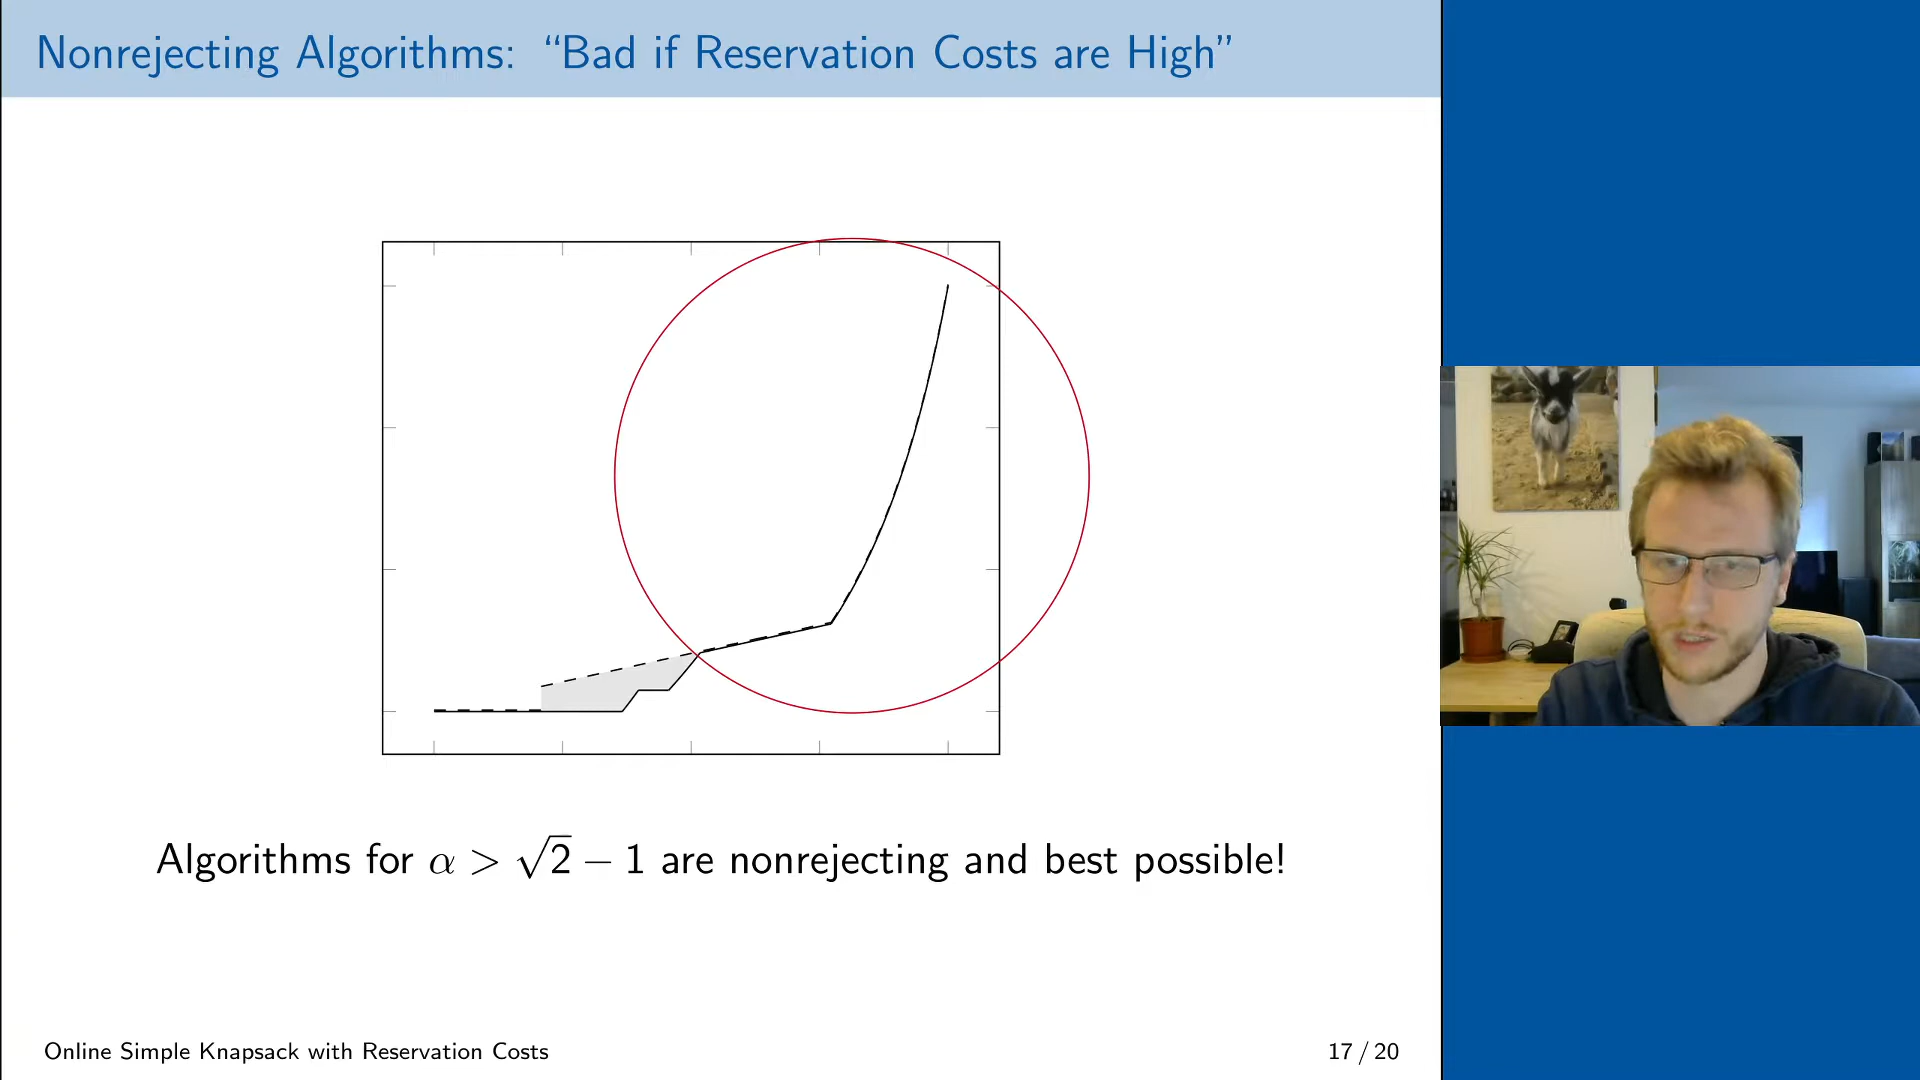 Nonrejecting Algorithms: “Bad if Reservation Costs are High”
Algorithms for α > √2 − 1 are nonrejecting and best possible!
Online Simple Knapsack with Reservation Costs
17 / 20